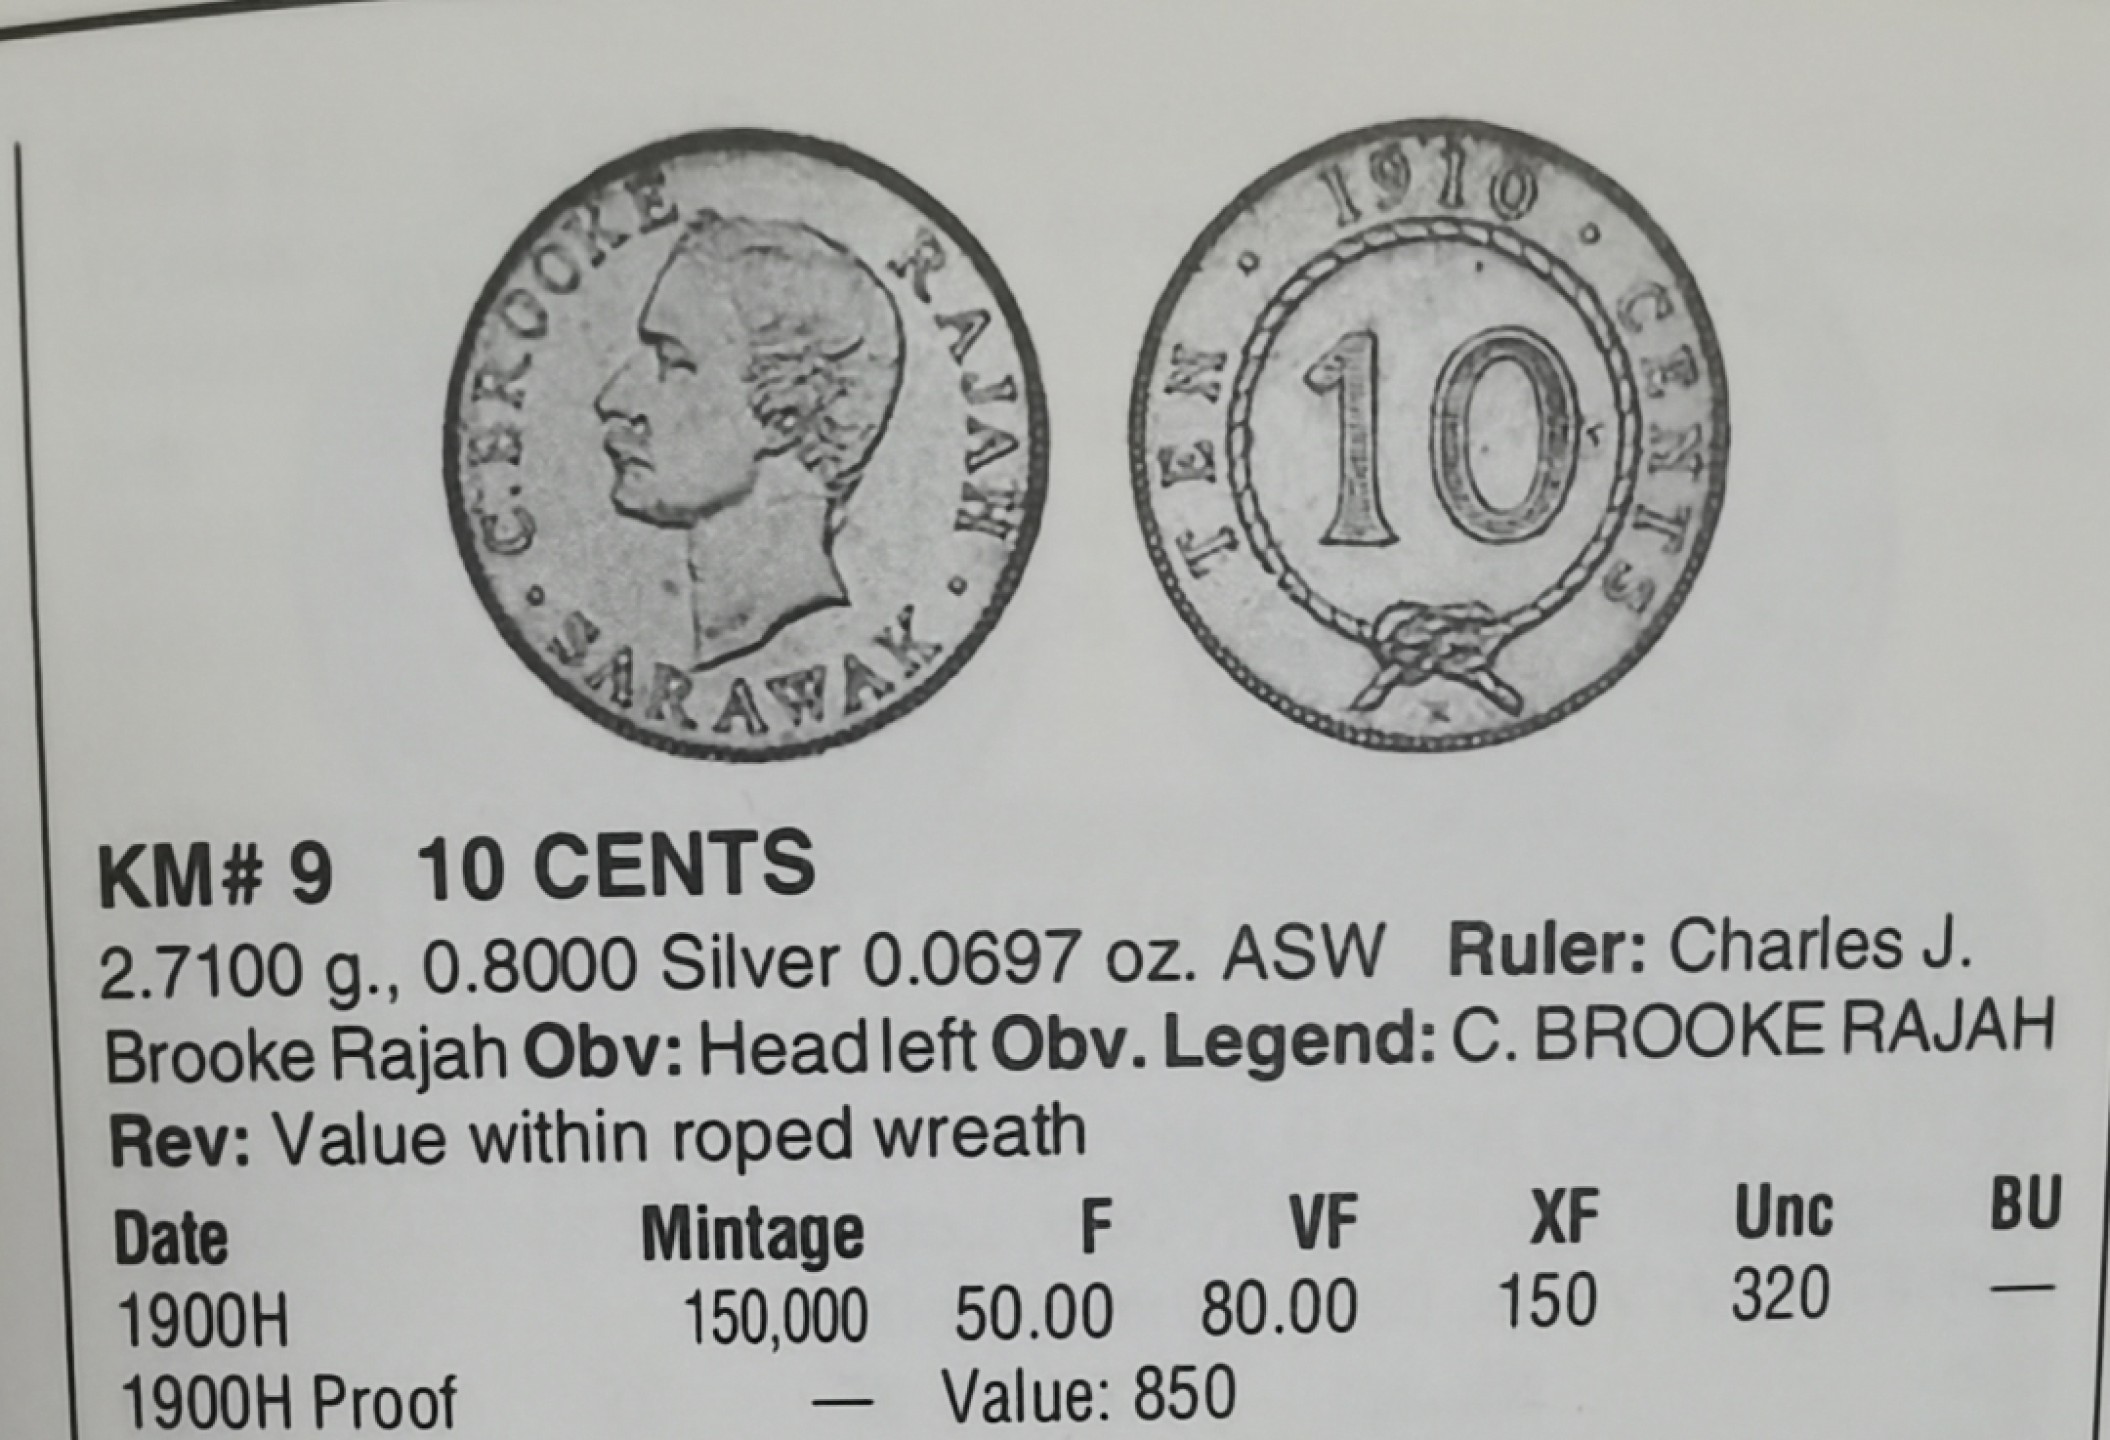 C. BROOKE RAJAH
· SARAWAK ·
· 1910 ·
TEN CENTS
10
KM# 9 10 CENTS
2.7100 g., 0.8000 Silver 0.0697 oz. ASW Ruler: Charles J.
Brooke Rajah Obv: Head left Obv. Legend: C. BROOKE RAJAH
Rev: Value within roped wreath
Date Mintage F VF XF Unc BU
1900H 150,000 50.00 80.00 150 320 —
1900H Proof — Value: 850